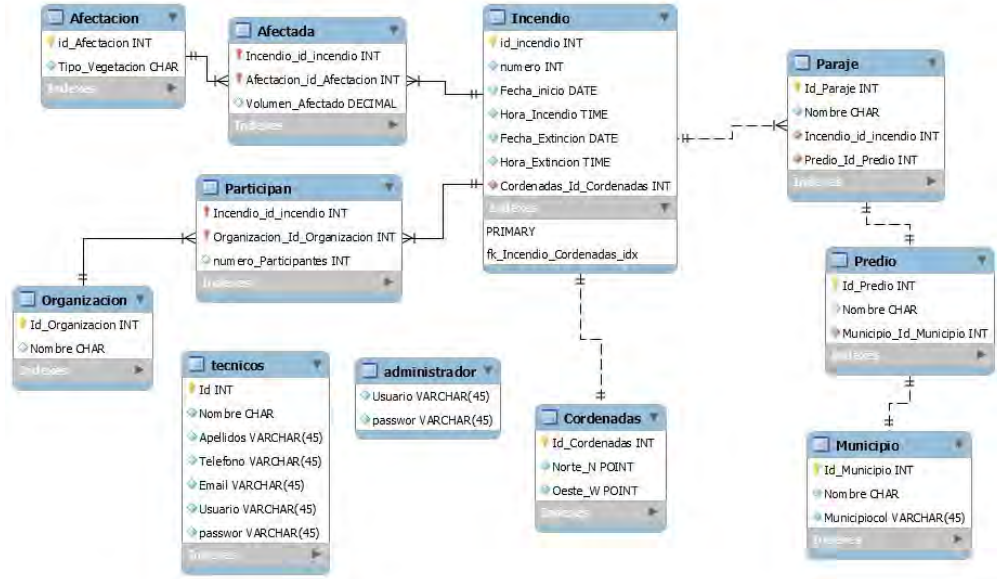 Afectacion
id_Afectacion INT
Tipo_Vegetacion CHAR
Indexes
Afectada
Incendio_id_incendio INT
Afectacion_id_Afectacion INT
Volumen_Afectado DECIMAL
Indexes
Incendio
id_incendio INT
numero INT
Fecha_inicio DATE
Hora_Incendio TIME
Fecha_Extincion DATE
Hora_Extincion TIME
Cordenadas_Id_Cordenadas INT
Indexes
PRIMARY
fk_Incendio_Cordenadas_idx
Paraje
Id_Paraje INT
Nombre CHAR
Incendio_id_incendio INT
Predio_Id_Predio INT
Indexes
Participan
Incendio_id_incendio INT
Organizacion_Id_Organizacion INT
numero_Participantes INT
Indexes
Predio
Id_Predio INT
Nombre CHAR
Municipio_Id_Municipio INT
Indexes
Organizacion
Id_Organizacion INT
Nombre CHAR
Indexes
tecnicos
Id INT
Nombre CHAR
Apellidos VARCHAR(45)
Telefono VARCHAR(45)
Email VARCHAR(45)
Usuario VARCHAR(45)
passwor VARCHAR(45)
Indexes
administrador
Usuario VARCHAR(45)
passwor VARCHAR(45)
Indexes
Cordenadas
Id_Cordenadas INT
Norte_N POINT
Oeste_W POINT
Indexes
Municipio
Id_Municipio INT
Nombre CHAR
Municipiocol VARCHAR(45)
Indexes